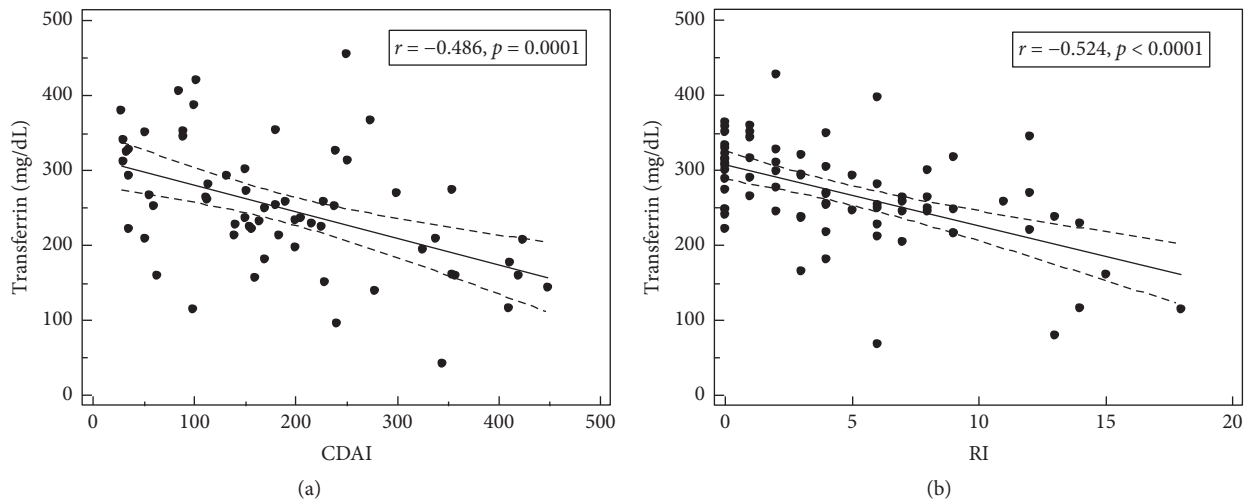 500
400
300
200
100
0
Transferrin (mg/dL)
r = −0.486, p = 0.0001
0 100 200 300 400 500
CDAI
(a)
500
400
300
200
100
0
Transferrin (mg/dL)
r = −0.524, p < 0.0001
0 5 10 15 20
RI
(b)